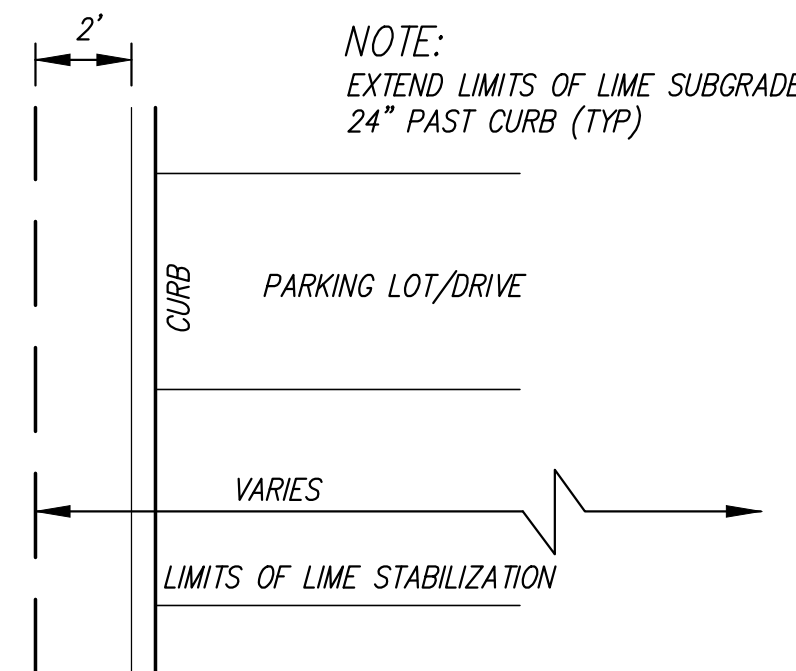 2'
NOTE:
EXTEND LIMITS OF LIME SUBGRADE
24" PAST CURB (TYP)
CURB
PARKING LOT/DRIVE
VARIES
LIMITS OF LIME STABILIZATION